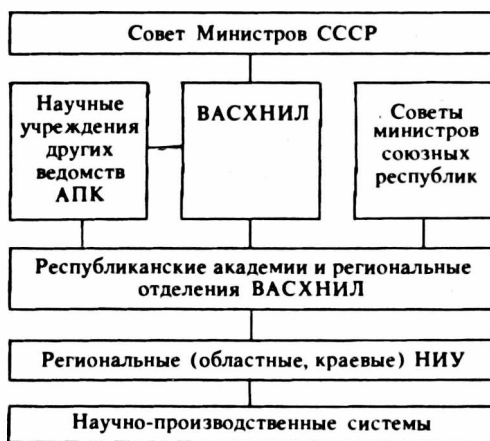 Совет Министров СССР
Научные
учреждения
других
ведомств
АПК
ВАСХНИЛ
Советы
министров
союзных
республик
Республиканские академии и региональные
отделения ВАСХНИЛ
Региональные (областные, краевые) НИУ
Научно-производственные системы